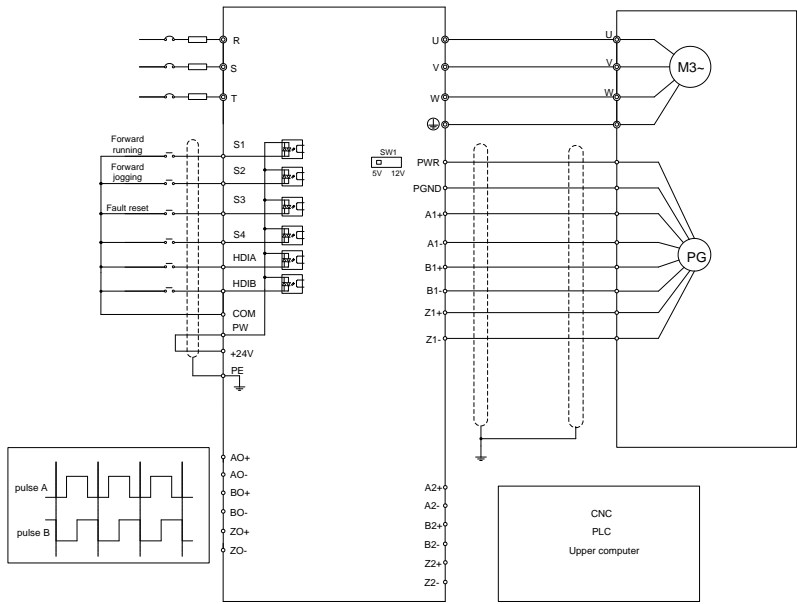 R
S
T
U
V
W
U
V
W
M3~
Forward
running
Forward
jogging
Fault reset
S1
S2
S3
S4
HDIA
HDIB
COM
PW
+24V
PE
SW1
5V 12V
PWR
PGND
A1+
A1-
B1+
B1-
Z1+
Z1-
PG
pulse A
pulse B
AO+
AO-
BO+
BO-
ZO+
ZO-
A2+
A2-
B2+
B2-
Z2+
Z2-
CNC
PLC
Upper computer